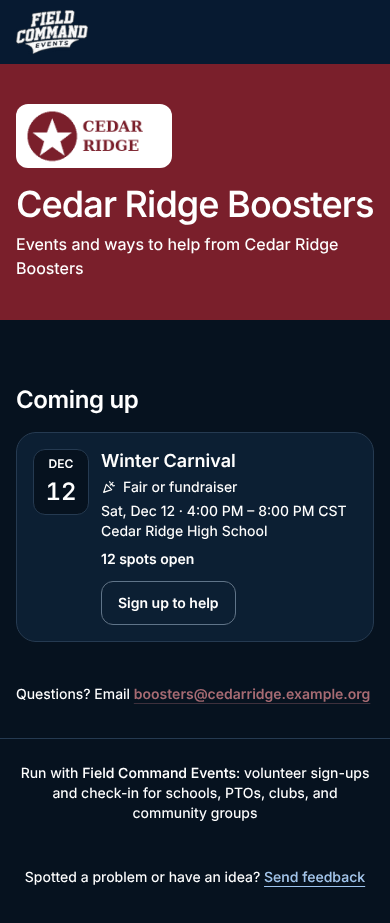 FIELD
COMMAND
EVENTS
CEDAR
RIDGE
Cedar Ridge Boosters
Events and ways to help from Cedar Ridge
Boosters
Coming up
DEC
12
Winter Carnival
Fair or fundraiser
Sat, Dec 12 · 4:00 PM – 8:00 PM CST
Cedar Ridge High School
12 spots open
Sign up to help
Questions? Email boosters@cedarridge.example.org
Run with Field Command Events: volunteer sign-ups
and check-in for schools, PTOs, clubs, and
community groups
Spotted a problem or have an idea? Send feedback